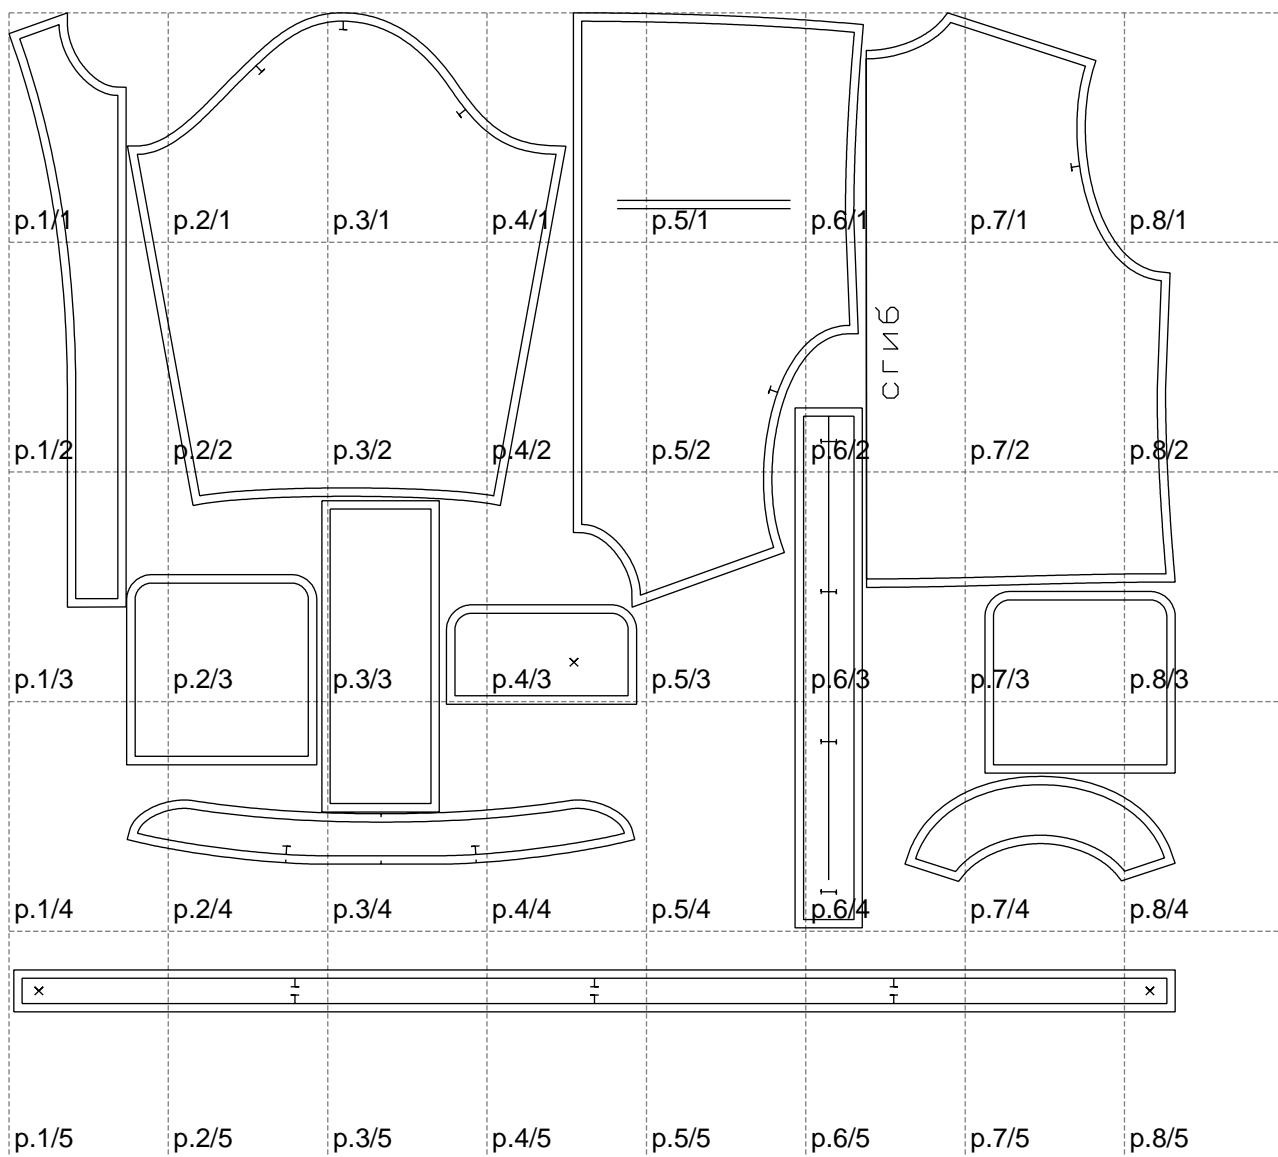 p.1/1 p.2/1 p.3/1 p.4/1 p.5/1 p.6/1 p.7/1 p.8/1
сгиб
p.1/2 p.2/2 p.3/2 p.4/2 p.5/2 p.6/2 p.7/2 p.8/2
p.1/3 p.2/3 p.3/3 p.4/3 p.5/3 p.6/3 p.7/3 p.8/3
p.1/4 p.2/4 p.3/4 p.4/4 p.5/4 p.6/4 p.7/4 p.8/4
p.1/5 p.2/5 p.3/5 p.4/5 p.5/5 p.6/5 p.7/5 p.8/5